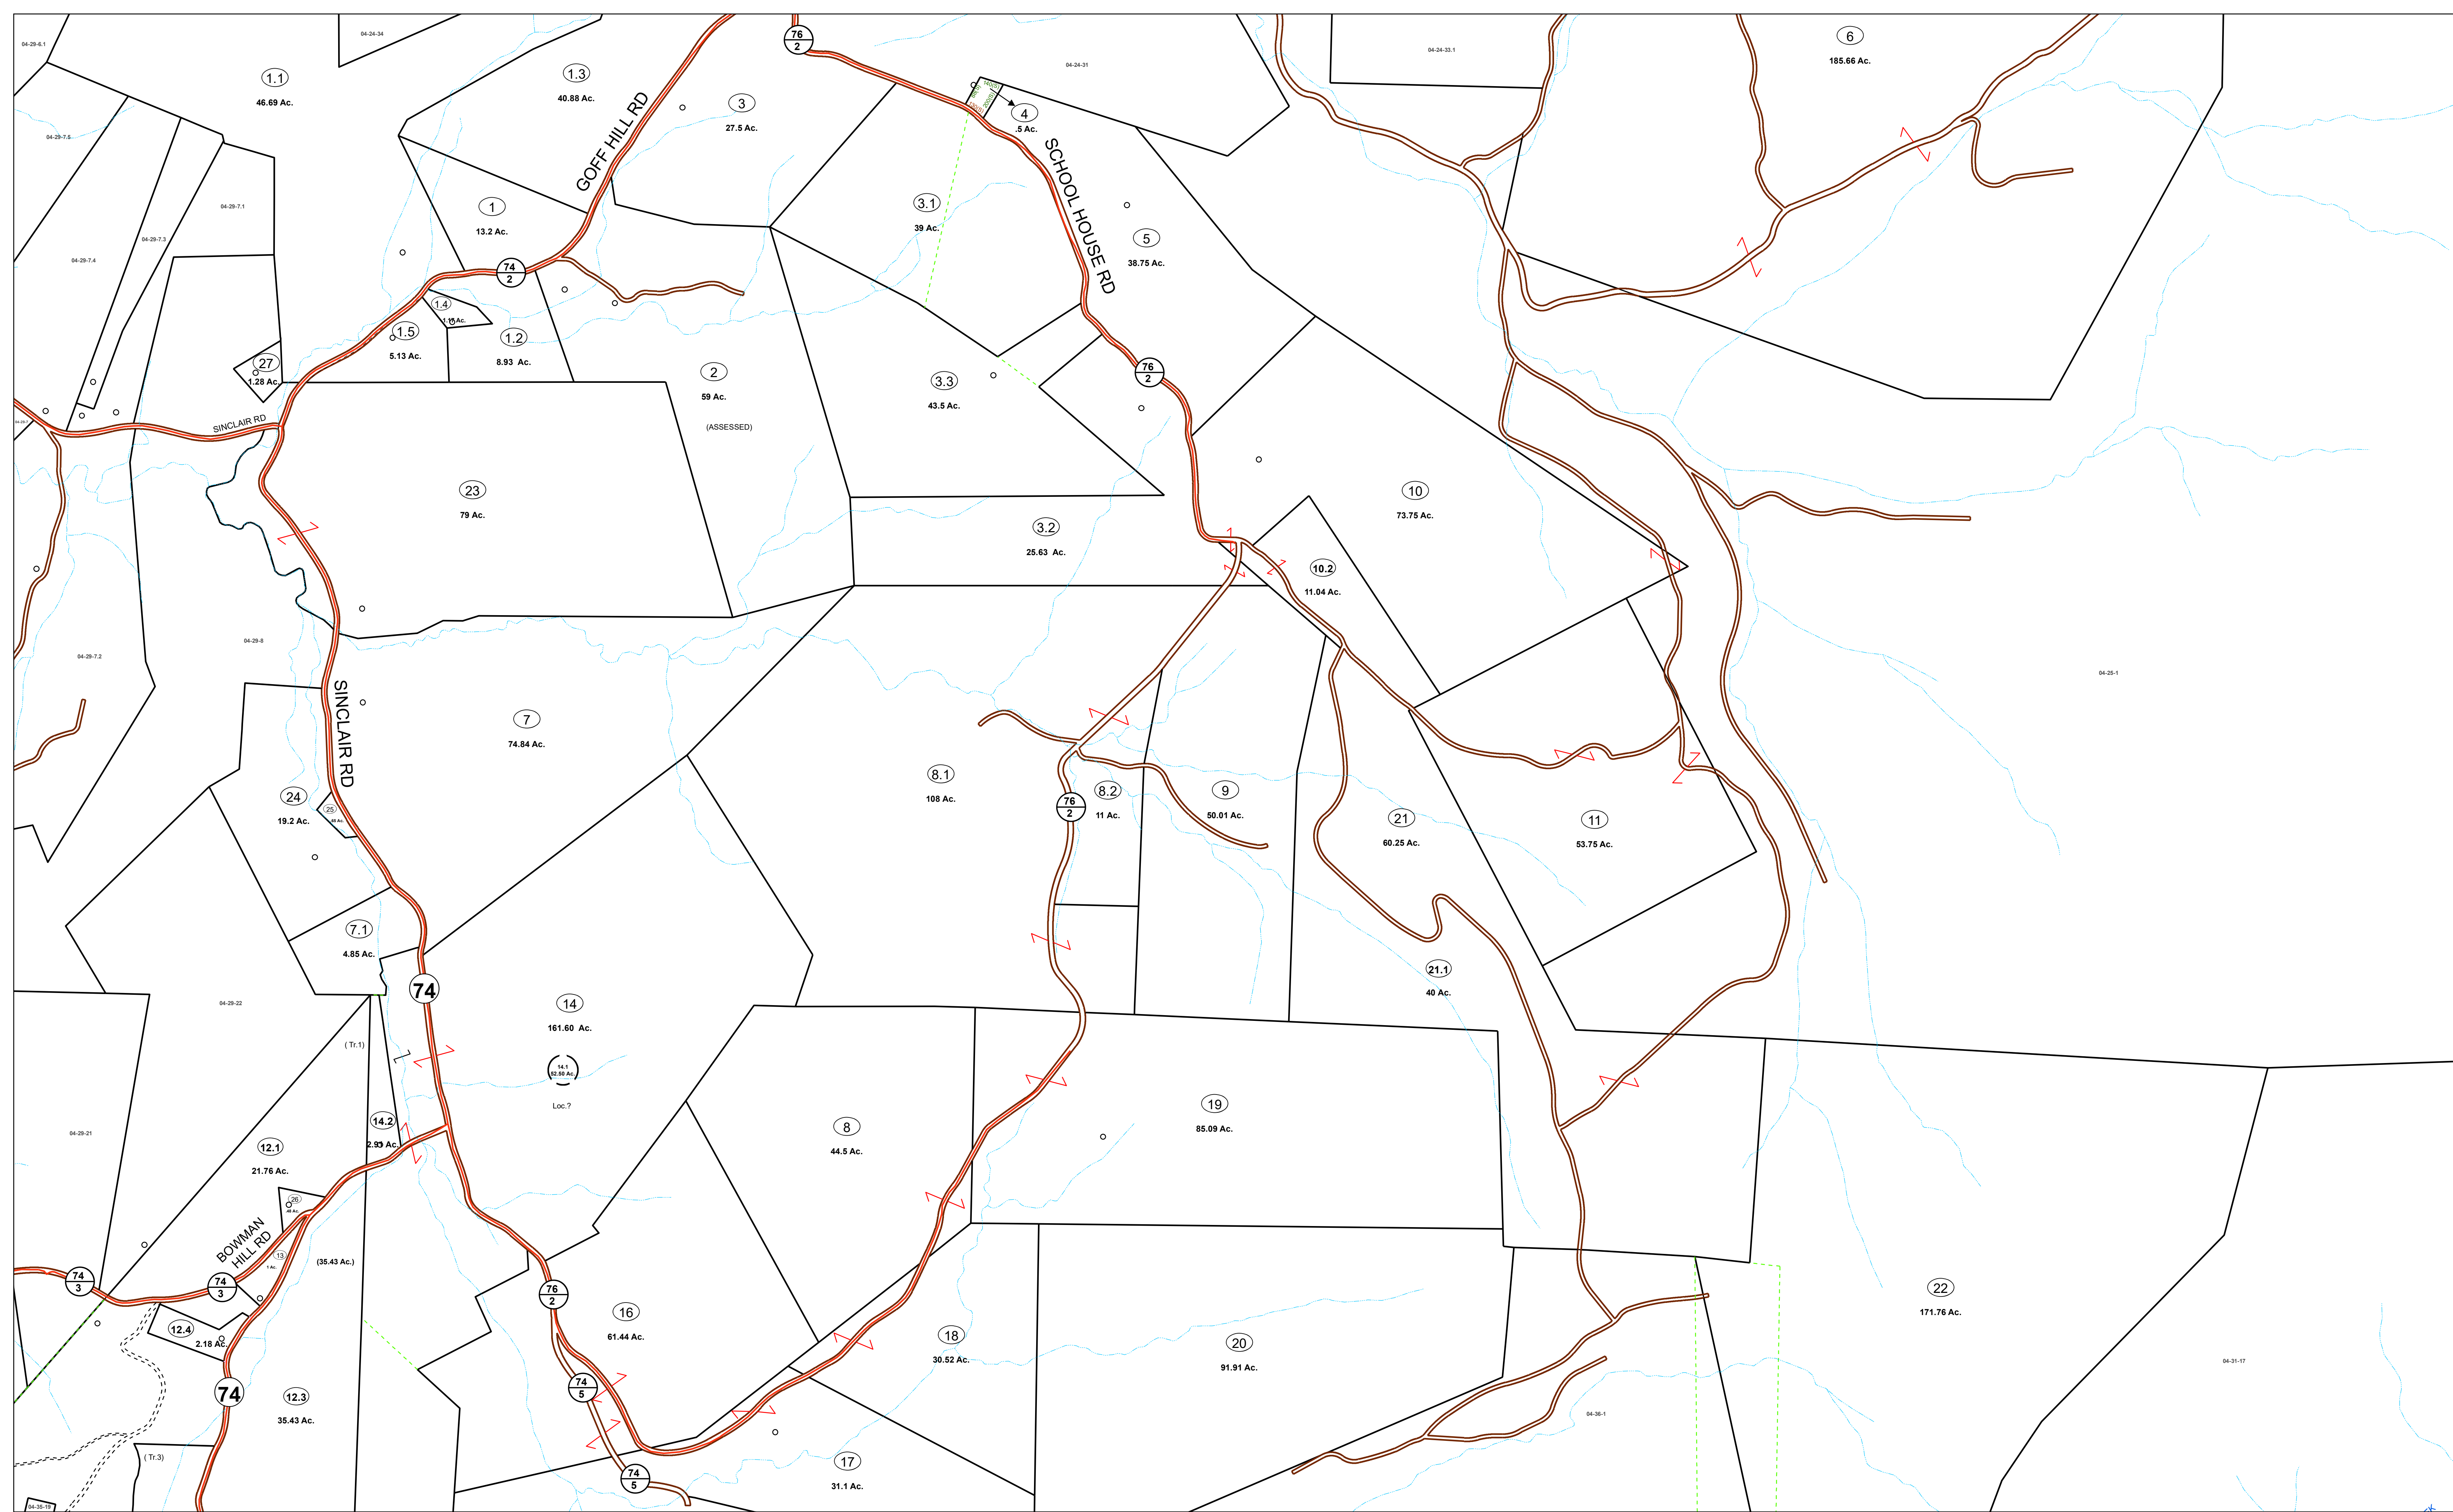 04-29-6.1
04-24-34
1.1
46.69 Ac.
1.3
40.88 Ac.
GOFF HILL RD
76
2
3
27.5 Ac.
04-24-31
4
.5 Ac.
200(S)
SCHOOL HOUSE RD
04-24-33.1
6
185.66 Ac.
04-29-7.5
04-29-7.1
04-29-7.3
04-29-7.4
1
13.2 Ac.
74
2
3.1
39 Ac.
5
38.75 Ac.
1.4
1.5
5.13 Ac.
1.2
8.93 Ac.
27
1.28 Ac.
2
59 Ac.
(ASSESSED)
3.3
43.5 Ac.
76
2
SINCLAIR RD
23
79 Ac.
3.2
25.63 Ac.
10
73.75 Ac.
10.2
11.04 Ac.
04-29-8
04-29-7.2
04-25-1
SINCLAIR RD
7
74.84 Ac.
24
19.2 Ac.
25
8.1
108 Ac.
76
2
8.2
11 Ac.
9
50.01 Ac.
21
60.25 Ac.
11
53.75 Ac.
7.1
4.85 Ac.
74
04-29-22
14
161.60 Ac.
14.1
52.50 Ac.
Loc.?
21.1
40 Ac.
( Tr.1)
04-29-21
14.2
2.91 Ac.
12.1
21.76 Ac.
26
8
44.5 Ac.
19
85.09 Ac.
BOWMAN
HILL RD
13
1 Ac.
(35.43 Ac.)
74
3
74
3
76
2
12.4
2.18 Ac.
16
61.44 Ac.
18
30.52 Ac.
20
91.91 Ac.
22
171.76 Ac.
04-31-17
74
12.3
35.43 Ac.
74
5
04-36-1
( Tr.3)
17
31.1 Ac.
74
5
04-35-19